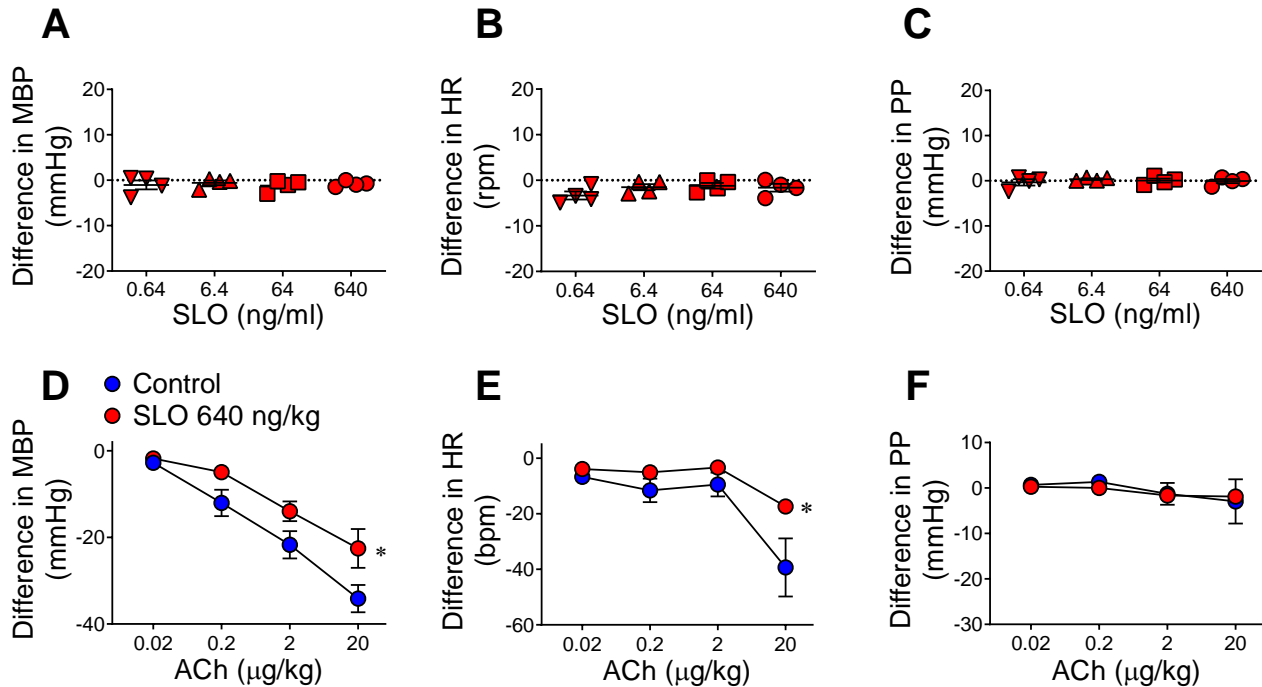 A
Difference in MBP
(mmHg)
20
10
0
-10
-20
0.64 6.4 64 640
SLO (ng/ml)
B
Difference in HR
(rpm)
20
10
0
-10
-20
0.64 6.4 64 640
SLO (ng/ml)
C
Difference in PP
(mmHg)
20
10
0
-10
-20
0.64 6.4 64 640
SLO (ng/ml)
D
Control
SLO 640 ng/kg
Difference in MBP
(mmHg)
0
-20
-40
*
0.02 0.2 2 20
ACh (μg/kg)
E
Difference in HR
(bpm)
0
-20
-40
-60
*
0.02 0.2 2 20
ACh (μg/kg)
F
Difference in PP
(mmHg)
10
0
-10
-20
-30
0.02 0.2 2 20
ACh (μg/kg)